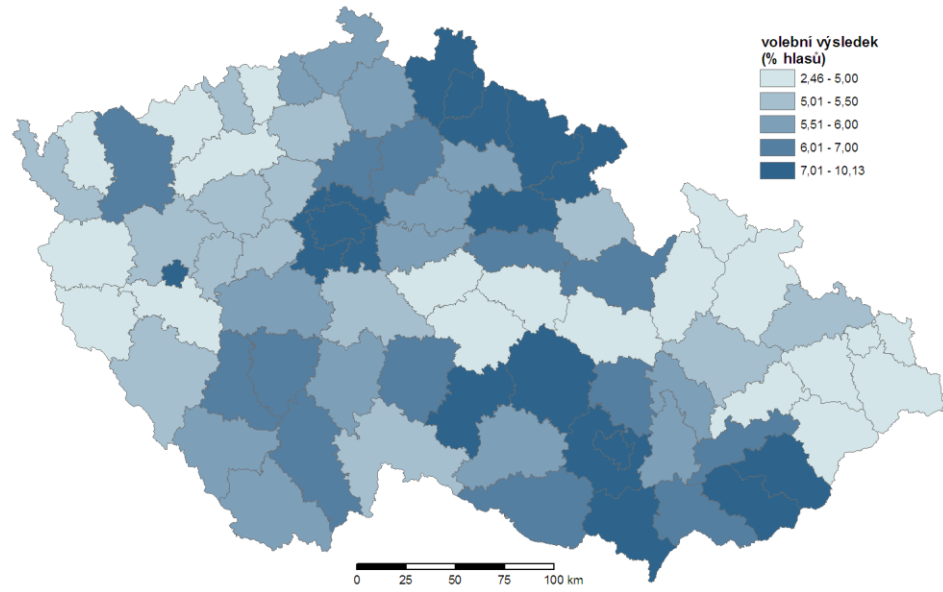 volební výsledek
(% hlasů)
2,46 - 5,00
5,01 - 5,50
5,51 - 6,00
6,01 - 7,00
7,01 - 10,13
0 25 50 75 100 km